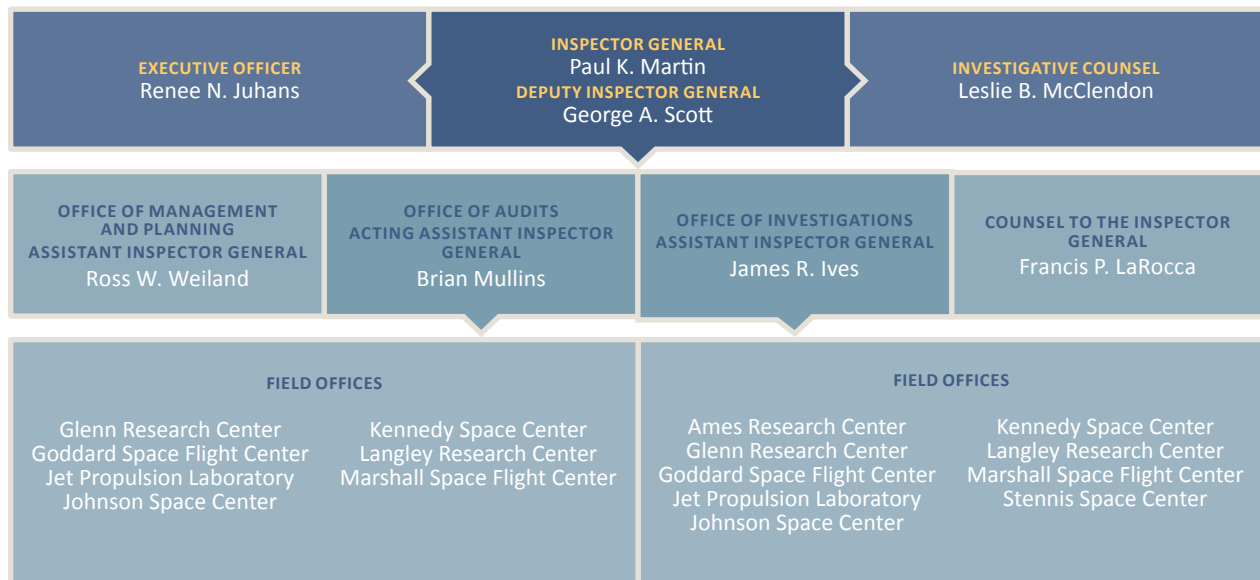 EXECUTIVE OFFICER
Renee N. Juhans
INSPECTOR GENERAL
Paul K. Martin
DEPUTY INSPECTOR GENERAL
George A. Scott
INVESTIGATIVE COUNSEL
Leslie B. McClendon
OFFICE OF MANAGEMENT
AND PLANNING
ASSISTANT INSPECTOR GENERAL
Ross W. Weiland
OFFICE OF AUDITS
ACTING ASSISTANT INSPECTOR
GENERAL
Brian Mullins
OFFICE OF INVESTIGATIONS
ASSISTANT INSPECTOR GENERAL
James R. Ives
COUNSEL TO THE INSPECTOR
GENERAL
Francis P. LaRocca
FIELD OFFICES
Glenn Research Center
Goddard Space Flight Center
Jet Propulsion Laboratory
Johnson Space Center
Kennedy Space Center
Langley Research Center
Marshall Space Flight Center
FIELD OFFICES
Ames Research Center
Glenn Research Center
Goddard Space Flight Center
Jet Propulsion Laboratory
Johnson Space Center
Kennedy Space Center
Langley Research Center
Marshall Space Flight Center
Stennis Space Center